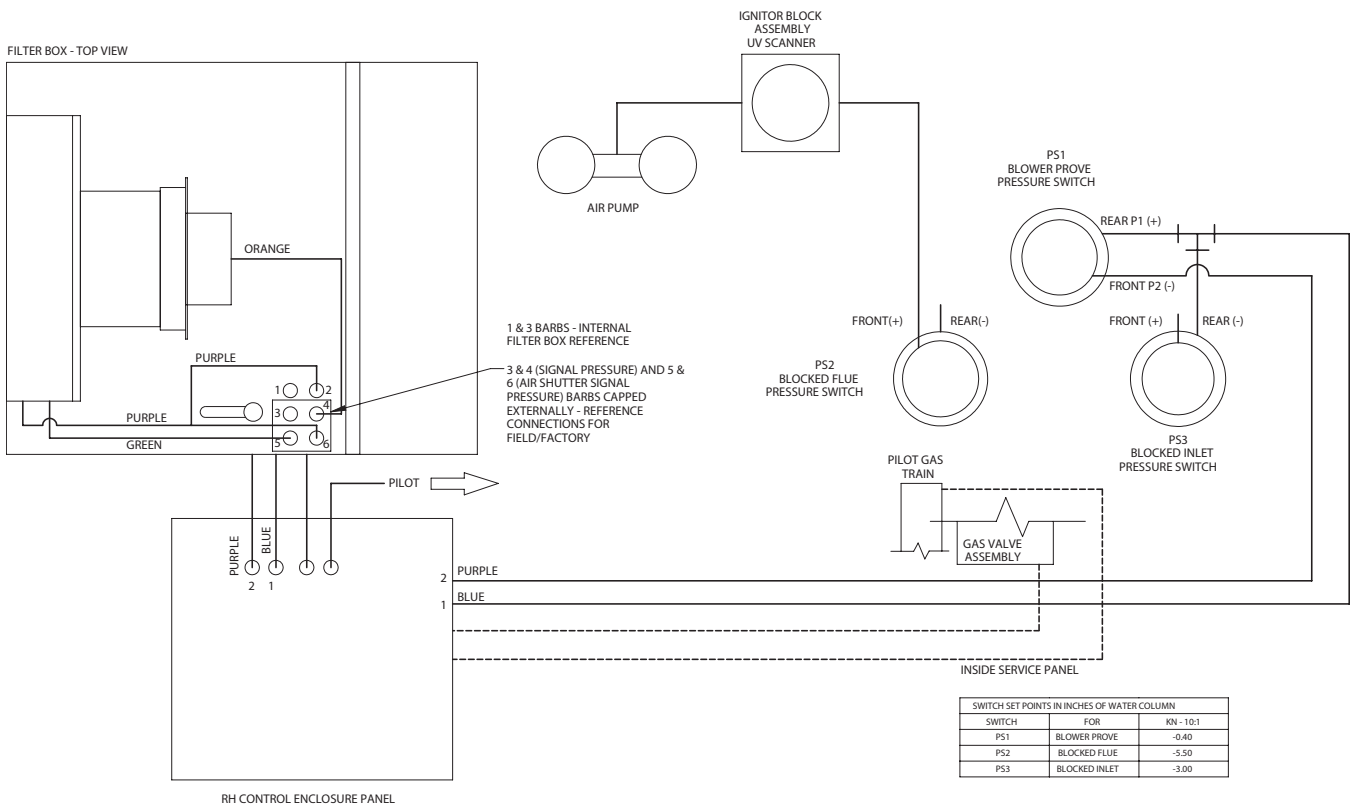 FILTER BOX - TOP VIEW
IGNITOR BLOCK
ASSEMBLY
UV SCANNER
AIR PUMP
PS1
BLOWER PROVE
PRESSURE SWITCH
REAR P1 (+)
FRONT P2 (-)
ORANGE
PURPLE
PURPLE
GREEN
1
2
3
4
5
6
1 & 3 BARBS - INTERNAL
FILTER BOX REFERENCE
3 & 4 (SIGNAL PRESSURE) AND 5 &
6 (AIR SHUTTER SIGNAL
PRESSURE) BARBS CAPPED
EXTERNALLY - REFERENCE
CONNECTIONS FOR
FIELD/FACTORY
FRONT(+)
REAR(-)
PS2
BLOCKED FLUE
PRESSURE SWITCH
FRONT (+)
REAR (-)
PS3
BLOCKED INLET
PRESSURE SWITCH
PILOT GAS
TRAIN
GAS VALVE
ASSEMBLY
PILOT
PURPLE
BLUE
2
1
2
PURPLE
1
BLUE
INSIDE SERVICE PANEL
RH CONTROL ENCLOSURE PANEL
SWITCH SET POINTS IN INCHES OF WATER COLUMN
SWITCH FOR KN - 10:1
PS1 BLOWER PROVE -0.40
PS2 BLOCKED FLUE -5.50
PS3 BLOCKED INLET -3.00